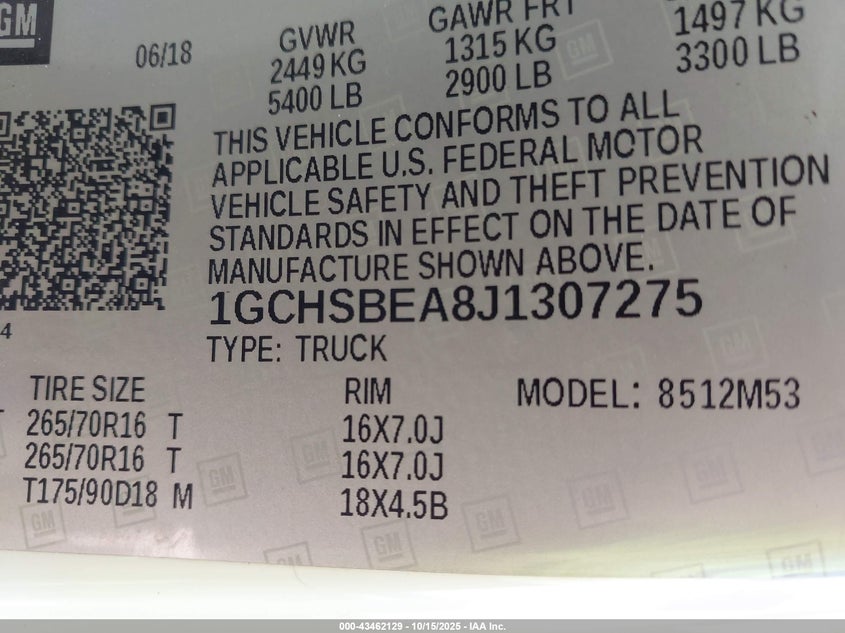 GM
06/18
GVWR
2449 KG
5400 LB
GAWR FRT
1315 KG
2900 LB
1497 KG
3300 LB
THIS VEHICLE CONFORMS TO ALL
APPLICABLE U.S. FEDERAL MOTOR
VEHICLE SAFETY AND THEFT PREVENTION
STANDARDS IN EFFECT ON THE DATE OF
MANUFACTURE SHOWN ABOVE.
1GCHSBEA8J1307275
4
TYPE: TRUCK
TIRE SIZE RIM MODEL: 8512M53
265/70R16 T 16X7.0J
265/70R16 T 16X7.0J
T175/90D18 M 18X4.5B
000-43462129 - 10/15/2025 - IAA Inc.